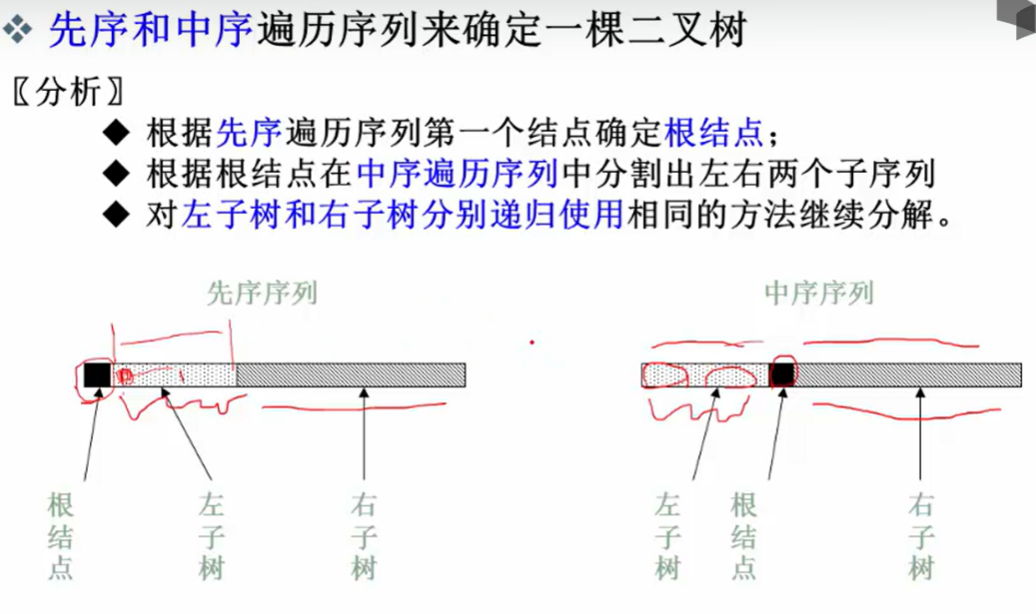 先序和中序遍历序列来确定一棵二叉树
〖分析〗
◆ 根据先序遍历序列第一个结点确定根结点；
◆ 根据根结点在中序遍历序列中分割出左右两个子序列
◆ 对左子树和右子树分别递归使用相同的方法继续分解。
先序序列
中序序列
根结点
左子树
右子树
左子树
根结点
右子树